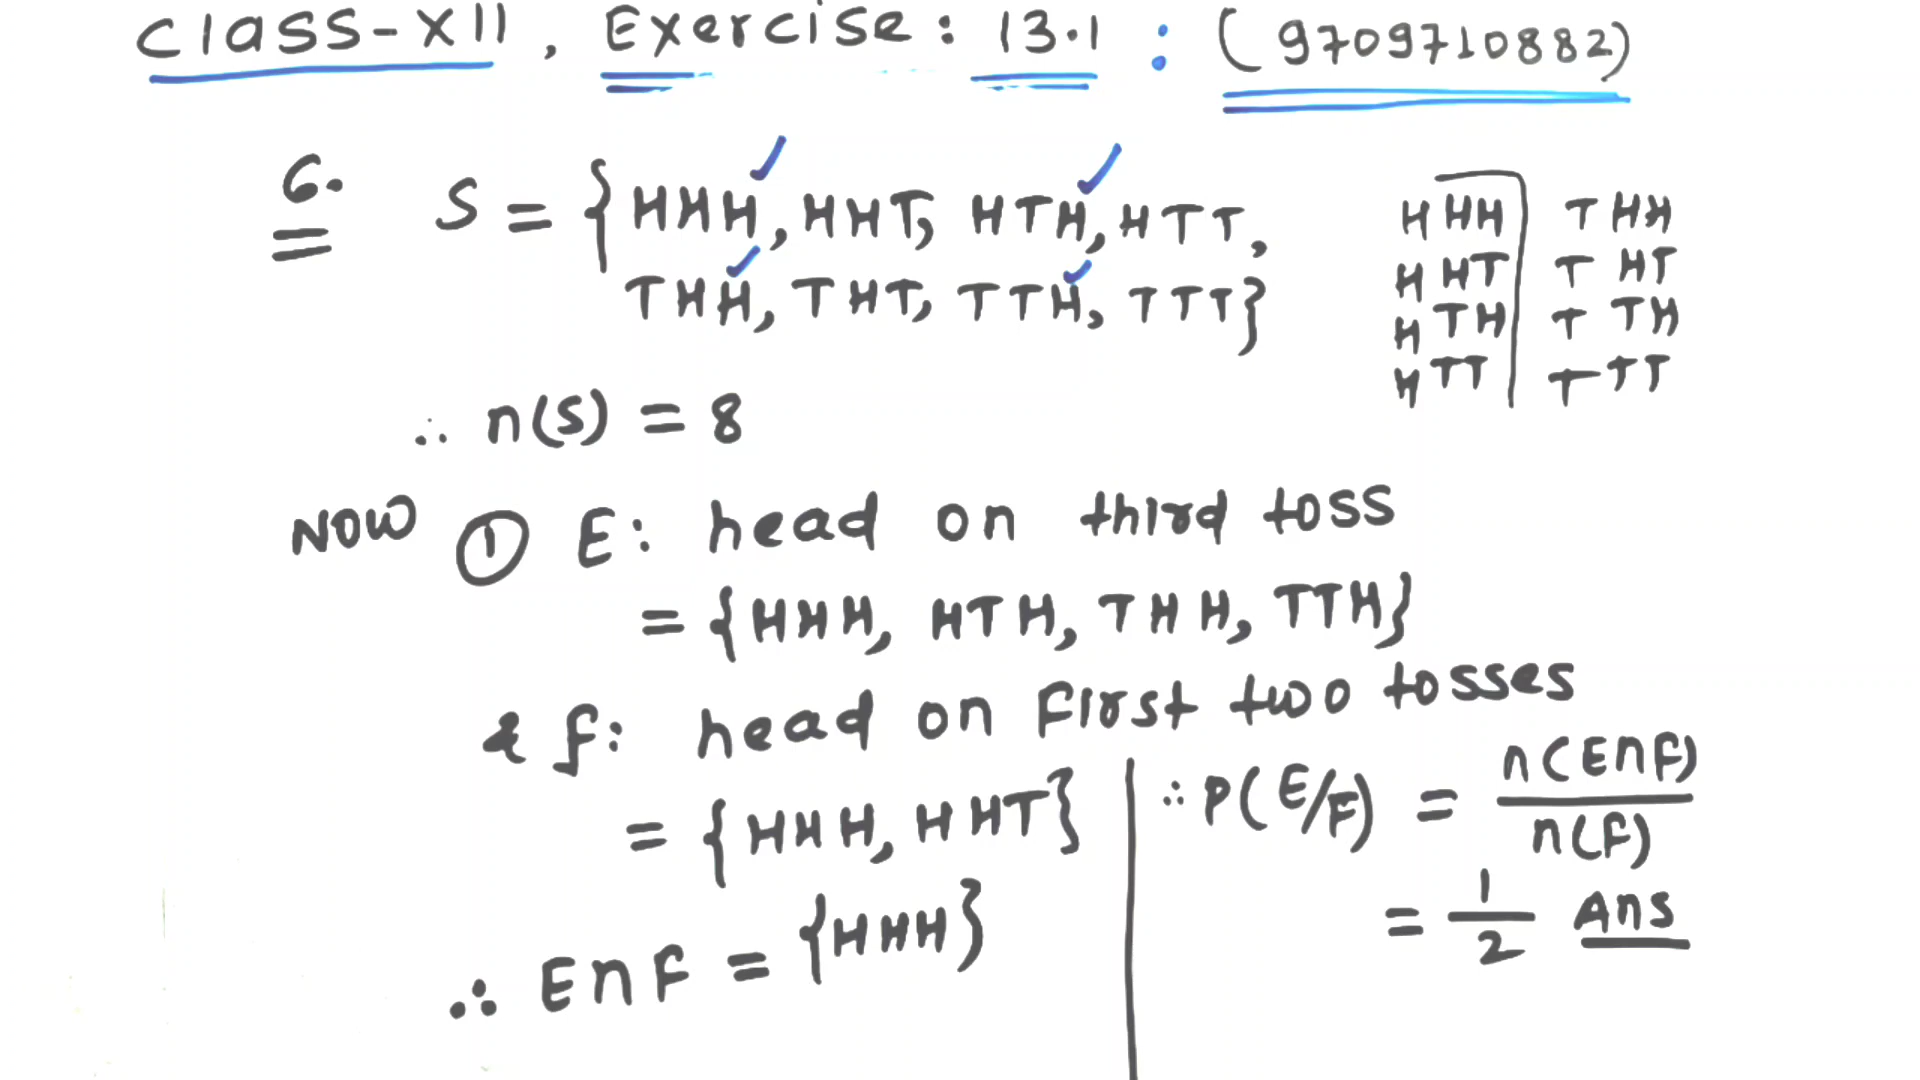 Class-XII, Exercise: 13.1 : (9709710882)
6. S = {HHH, HHT, HTH, HTT,
THH, THT, TTH, TTT}
HHH THH
HHT THT
HTH TTH
HTT TTT
∴ n(S) = 8
NOW ① E: head on third toss
= {HHH, HTH, THH, TTH}
& F: head on First two tosses
= {HHH, HHT}
∴ E∩F = {HHH}
∴ P(E/F) = n(E∩F)
n(F)
= 1/2 Ans